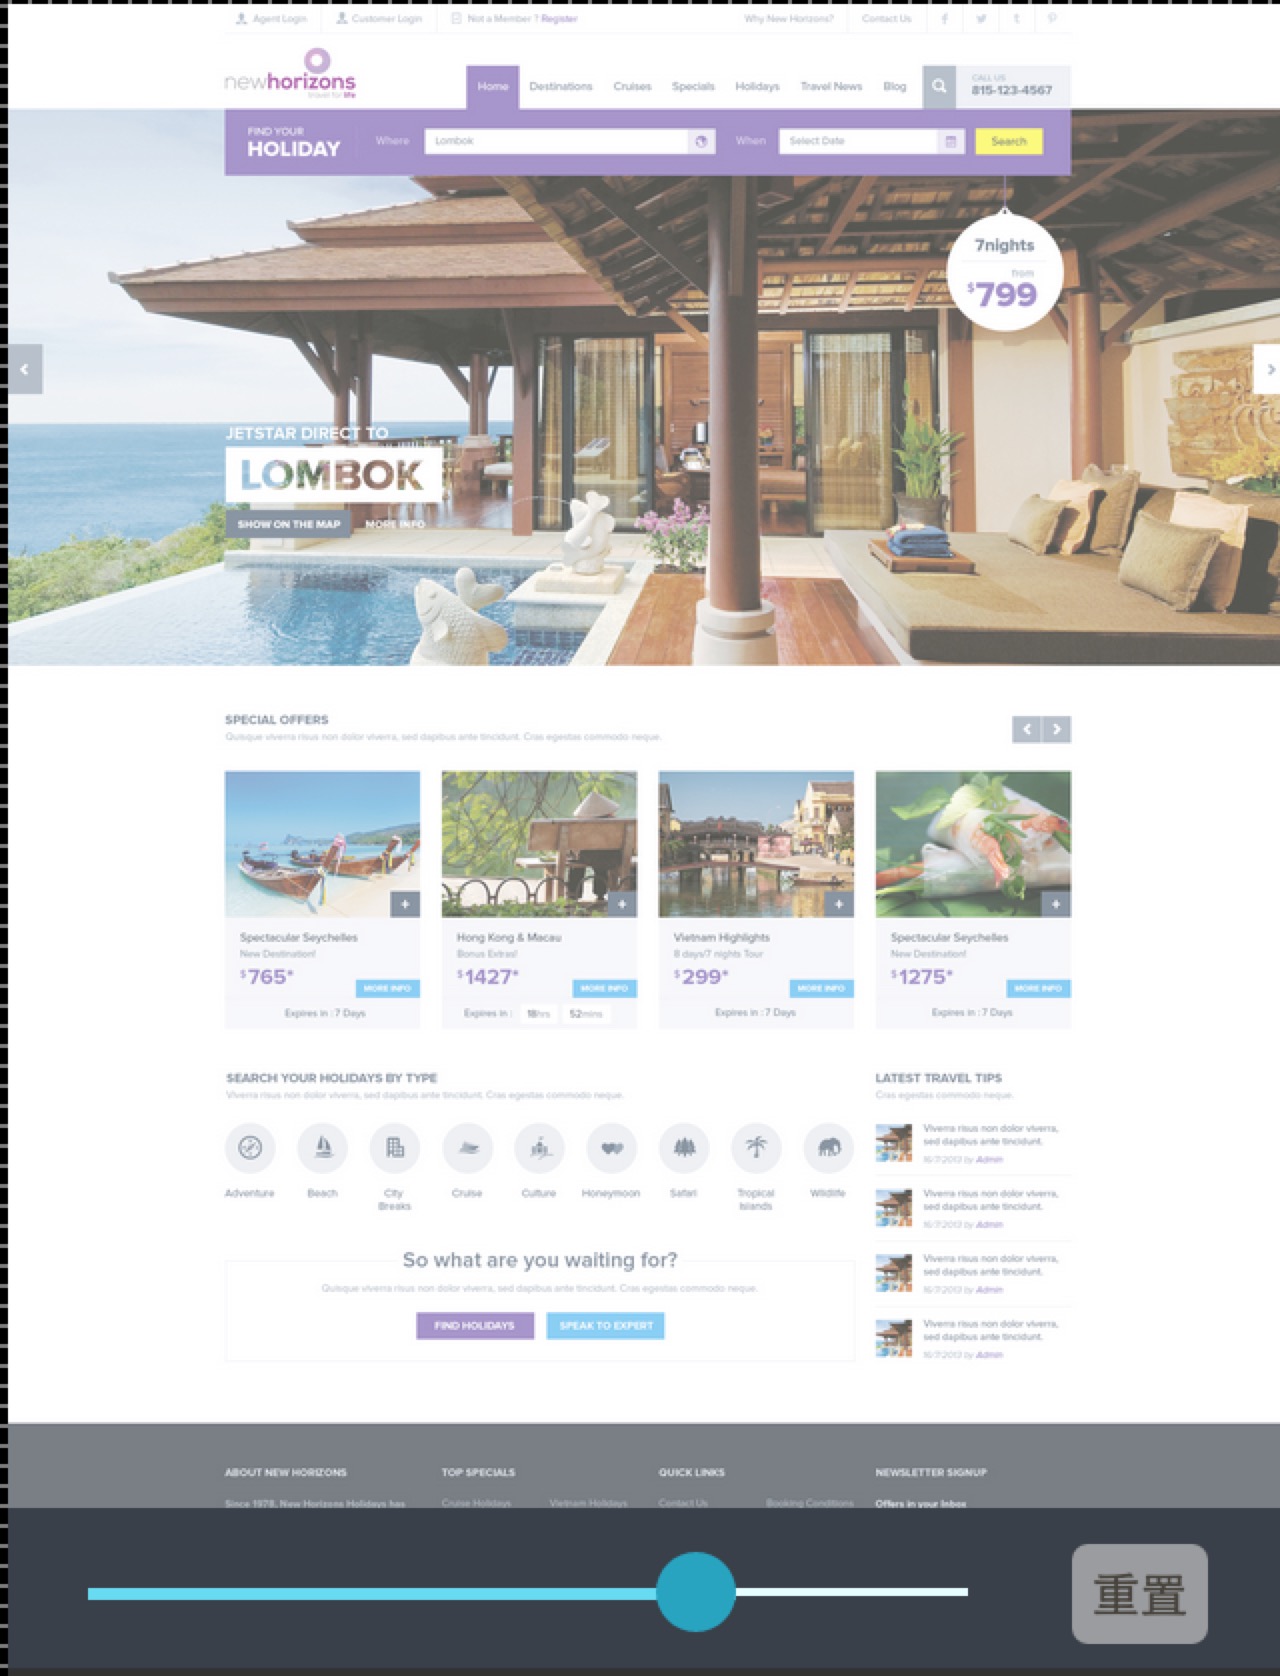 Agent Login
Customer Login
Not a Member ? Register
Why New Horizons?
Contact Us
newhorizons
travel for life
Home
Destinations
Cruises
Specials
Holidays
Travel News
Blog
CALL US
815-123-4567
FIND YOUR
HOLIDAY
Where
Lombok
When
Select Date
Search
7nights
from
$799
JETSTAR DIRECT TO
LOMBOK
SHOW ON THE MAP
MORE INFO
SPECIAL OFFERS
Quisque viverra risus non dolor viverra, sed dapibus ante tincidunt. Cras egestas commodo neque.
Spectacular Seychelles
New Destination!
$765*
MORE INFO
Expires in : 7 Days
Hong Kong & Macau
Bonus Extras!
$1427*
MORE INFO
Expires in : 18hrs 52mins
Vietnam Highlights
8 days/7 nights Tour
$299*
MORE INFO
Expires in : 7 Days
Spectacular Seychelles
New Destination!
$1275*
MORE INFO
Expires in : 7 Days
SEARCH YOUR HOLIDAYS BY TYPE
Viverra risus non dolor viverra, sed dapibus ante tincidunt. Cras egestas commodo neque.
Adventure
Beach
City
Breaks
Cruise
Culture
Honeymoon
Safari
Tropical
Islands
Wildlife
So what are you waiting for?
Quisque viverra risus non dolor viverra, sed dapibus ante tincidunt. Cras egestas commodo neque.
FIND HOLIDAYS
SPEAK TO EXPERT
LATEST TRAVEL TIPS
Cras egestas commodo neque.
Viverra risus non dolor viverra,
sed dapibus ante tincidunt.
16/7/2013 by Admin
Viverra risus non dolor viverra,
sed dapibus ante tincidunt.
16/7/2013 by Admin
Viverra risus non dolor viverra,
sed dapibus ante tincidunt.
16/7/2013 by Admin
Viverra risus non dolor viverra,
sed dapibus ante tincidunt.
16/7/2013 by Admin
ABOUT NEW HORIZONS
Since 1978, New Horizons Holidays has
TOP SPECIALS
Cruise Holidays
Vietnam Holidays
QUICK LINKS
Contact Us
Booking Conditions
NEWSLETTER SIGNUP
Offers in your Inbox
重置